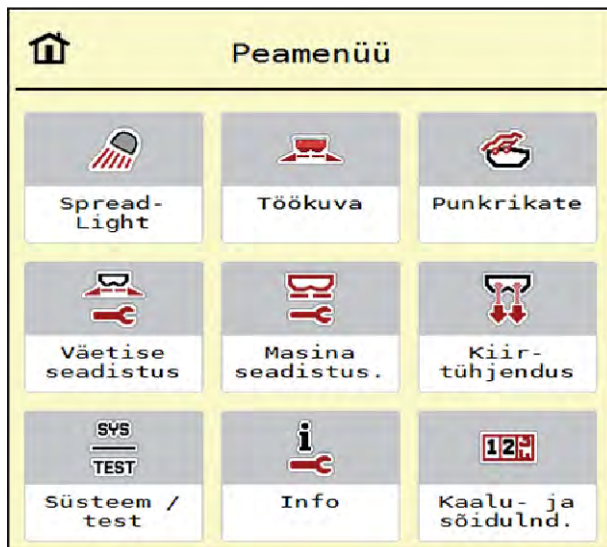 Peamenüü
Spread-
Light
Töökuva
Punkrikate
Väetise
seadistus
Masina
seadistus.
Kiir-
tühjendus
SYS
TEST
Süsteem /
test
i
Info
12
Kaalu- ja
sõidulnd.